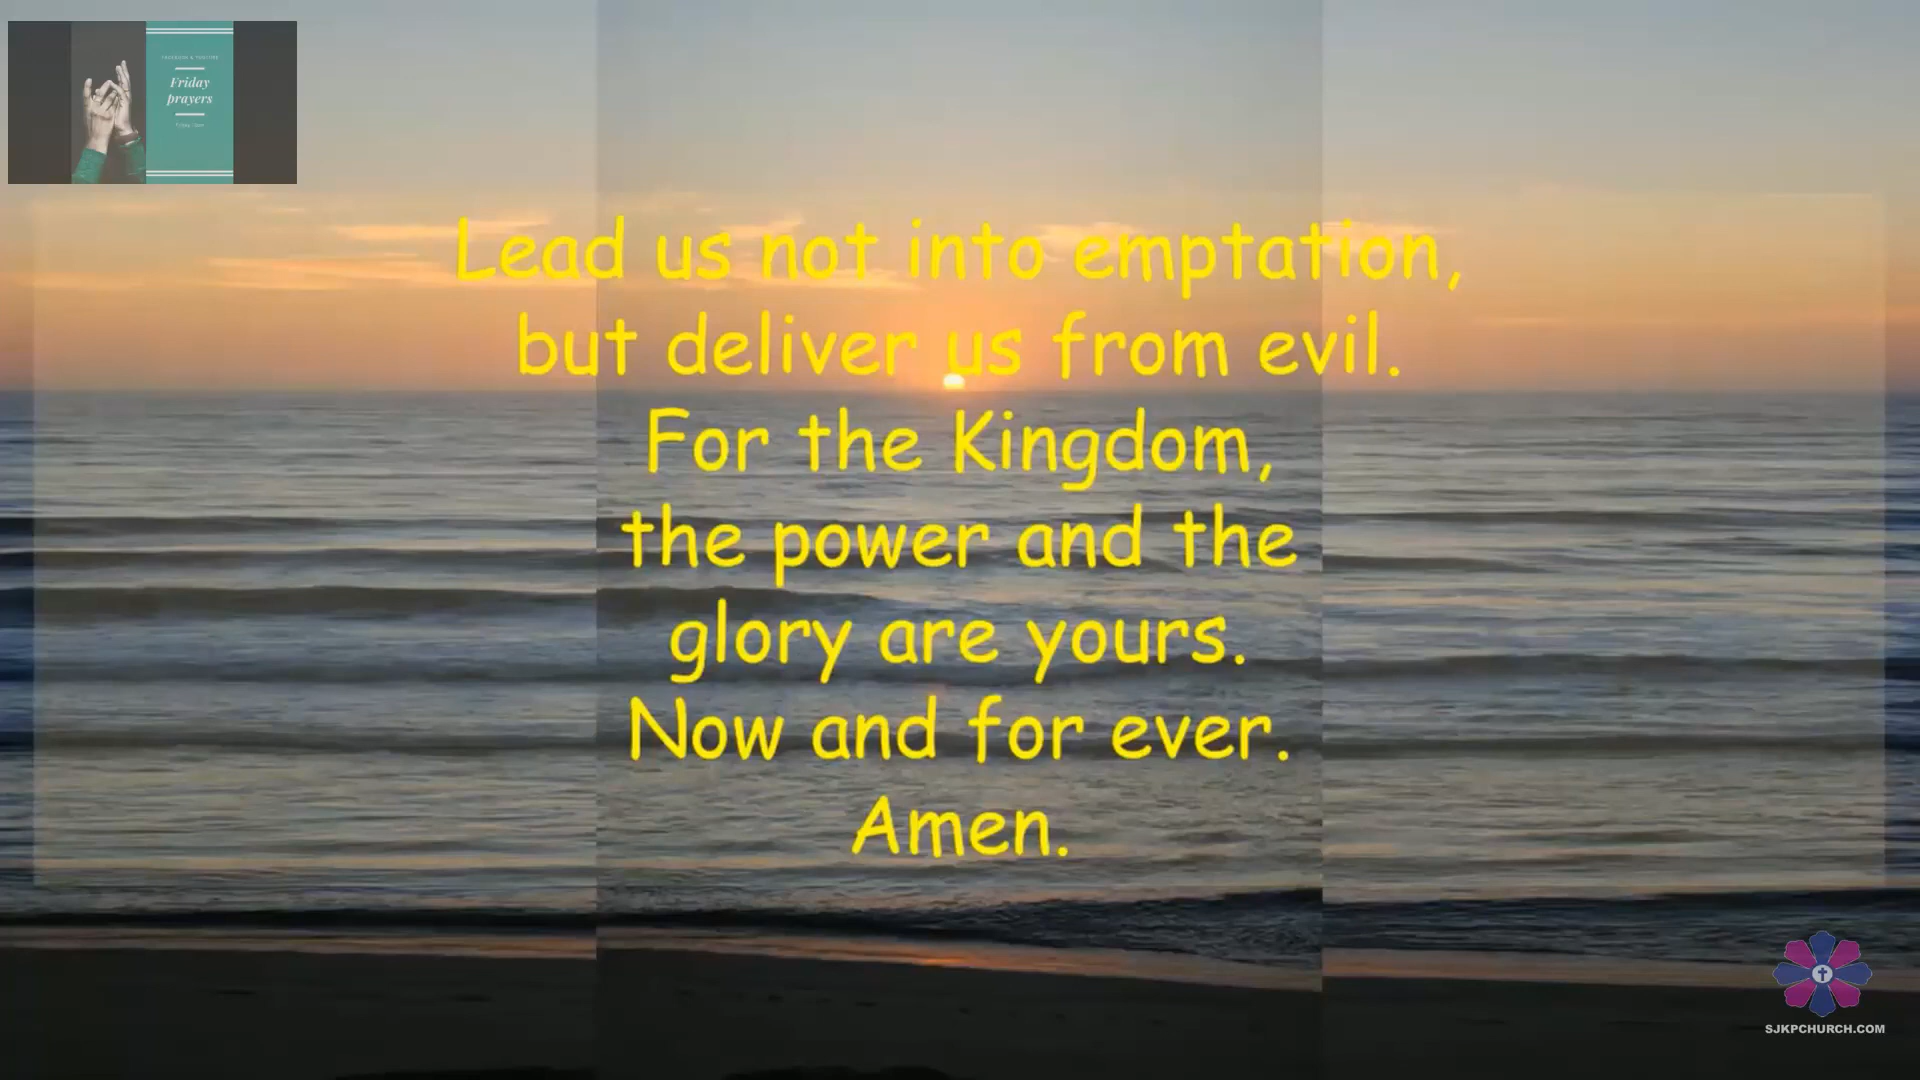 Friday
prayers
Lead us not into emptation,
but deliver us from evil.
For the Kingdom,
the power and the
glory are yours.
Now and for ever.
Amen.
SJKPCHURCH.COM